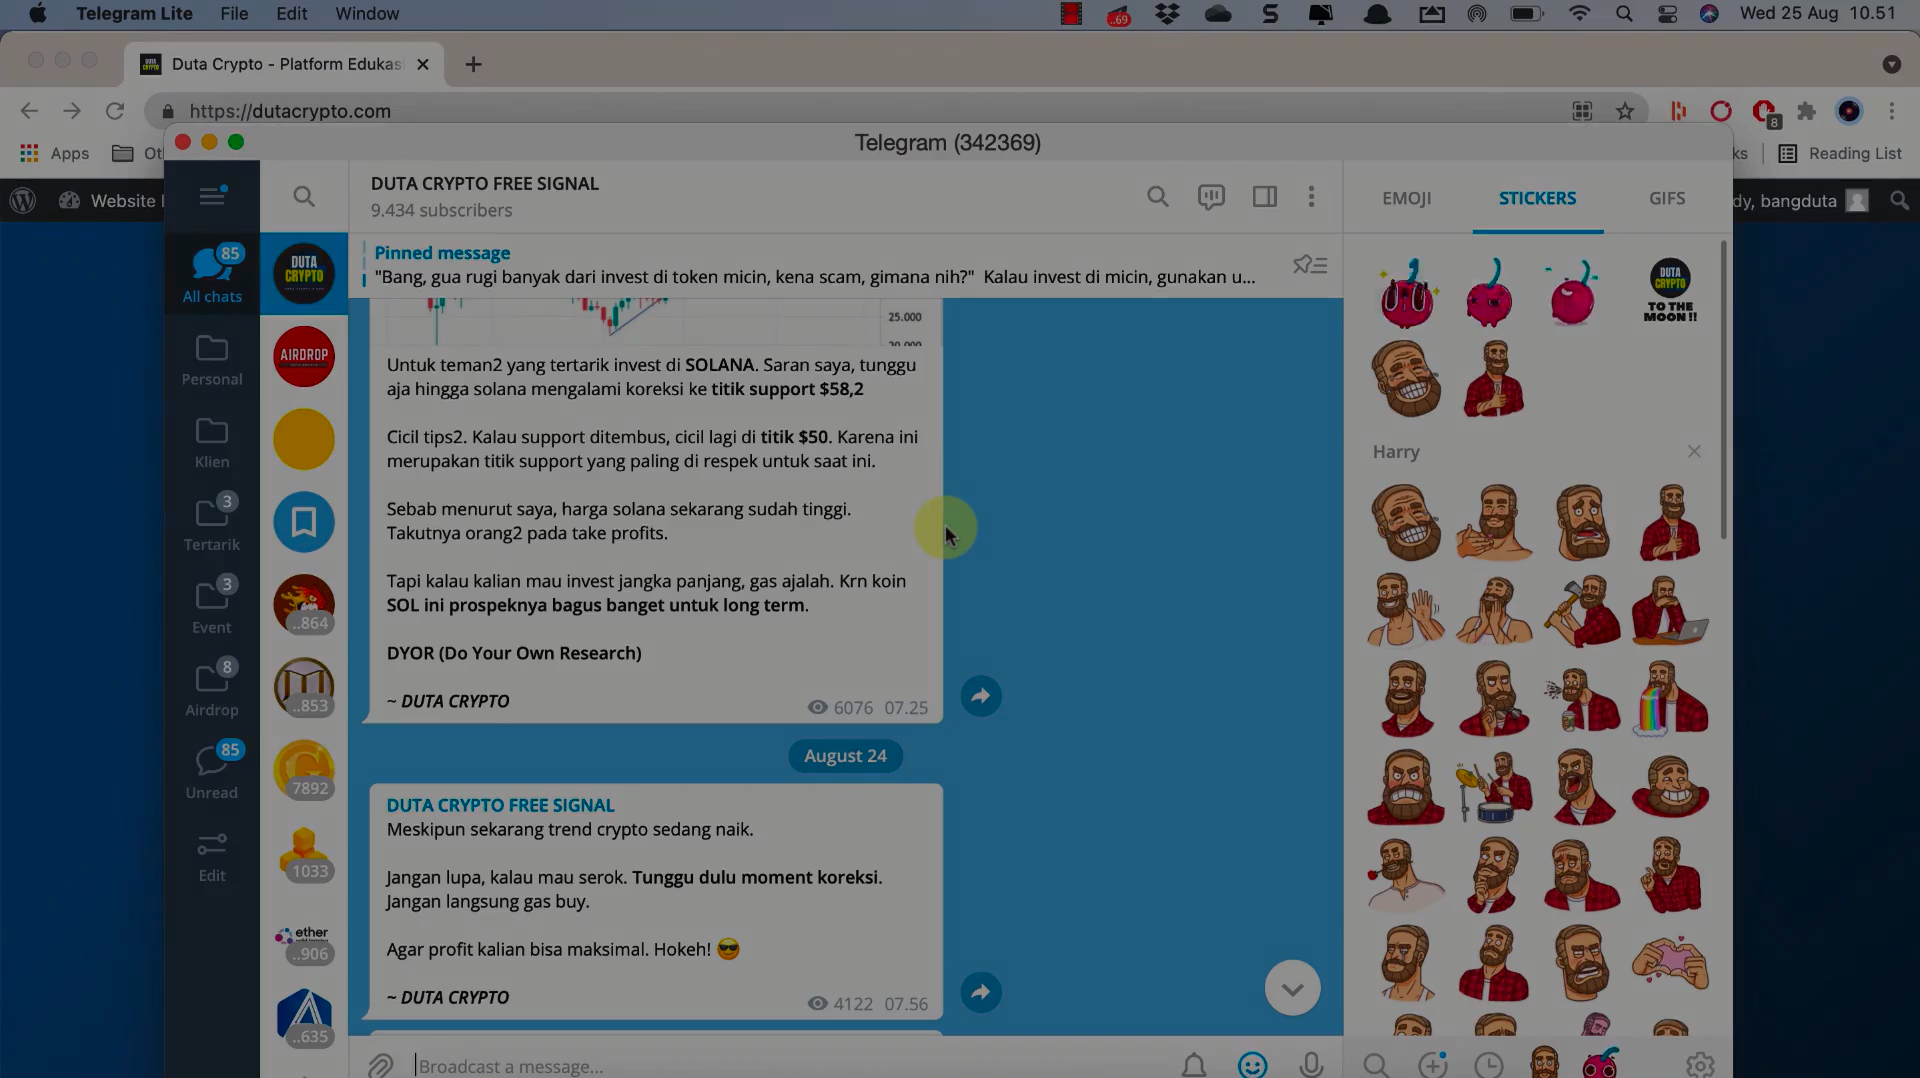 Telegram Lite File Edit Window
..69
Wed 25 Aug 10.51
Duta Crypto - Platform Edukas
https://dutacrypto.com
8
Apps
Ot
ks
Reading List
Telegram (342369)
Website
dy, bangduta
DUTA CRYPTO FREE SIGNAL
9.434 subscribers
EMOJI
STICKERS
GIFS
Pinned message
"Bang, gua rugi banyak dari invest di token micin, kena scam, gimana nih?" Kalau invest di micin, gunakan u...
85
All chats
Personal
Klien
3
Tertarik
3
Event
8
Airdrop
85
Unread
Edit
DUTA
CRYPTO
AIRDROP
..864
..853
7892
1033
ether
..906
..635
25.000
Untuk teman2 yang tertarik invest di SOLANA. Saran saya, tunggu
aja hingga solana mengalami koreksi ke titik support $58,2
Cicil tips2. Kalau support ditembus, cicil lagi di titik $50. Karena ini
merupakan titik support yang paling di respek untuk saat ini.
Sebab menurut saya, harga solana sekarang sudah tinggi.
Takutnya orang2 pada take profits.
Tapi kalau kalian mau invest jangka panjang, gas ajalah. Krn koin
SOL ini prospeknya bagus banget untuk long term.
DYOR (Do Your Own Research)
~ DUTA CRYPTO
6076 07.25
August 24
DUTA CRYPTO FREE SIGNAL
Meskipun sekarang trend crypto sedang naik.
Jangan lupa, kalau mau serok. Tunggu dulu moment koreksi.
Jangan langsung gas buy.
Agar profit kalian bisa maksimal. Hokeh! 😎
~ DUTA CRYPTO
4122 07.56
Broadcast a message...
DUTA
CRYPTO
TO THE
MOON !!
Harry